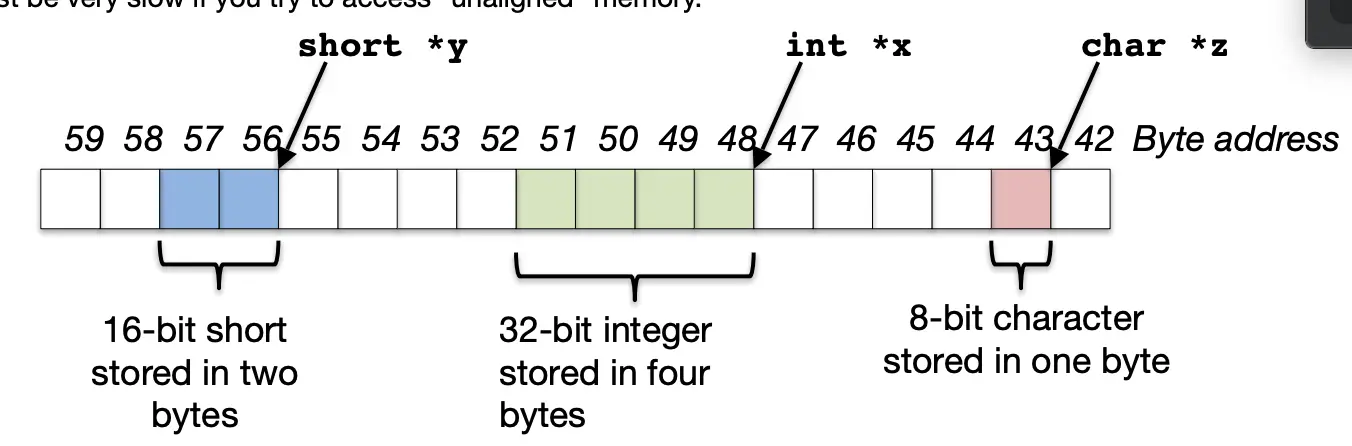 st be very slow if you try to access "unaligned" memory.
short *y int *x char *z
59 58 57 56 55 54 53 52 51 50 49 48 47 46 45 44 43 42 Byte address
16-bit short
stored in two
bytes
32-bit integer
stored in four
bytes
8-bit character
stored in one byte